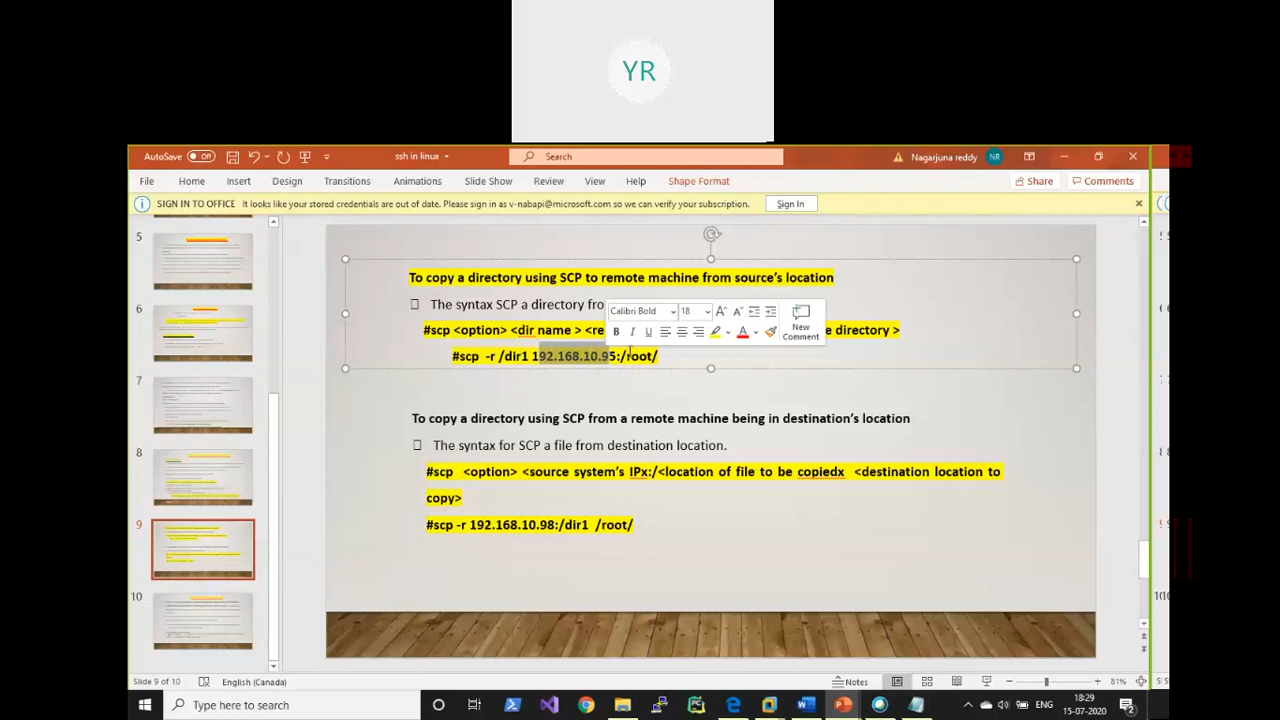 YR
AutoSave Off ssh in linux Search Nagarjuna reddy NR
File Home Insert Design Transitions Animations Slide Show Review View Help Shape Format Share Comments
SIGN IN TO OFFICE It looks like your stored credentials are out of date. Please sign in as v-nabapi@microsoft.com so we can verify your subscription. Sign In
5
6
7
8
9
10
To copy a directory using SCP to remote machine from source's location
The syntax SCP a directory fro
Calibri Bold 18
B I U A New Comment
#scp <option> <dir name > <re e directory >
#scp -r /dir1 192.168.10.95:/root/
To copy a directory using SCP from a remote machine being in destination's location
The syntax for SCP a file from destination location.
#scp <option> <source system's IPx:/<location of file to be copiedx <destination location to
copy>
#scp -r 192.168.10.98:/dir1 /root/
Slide 9 of 10 English (Canada) Notes 81%
Type here to search ENG 18:29
15-07-2020 2